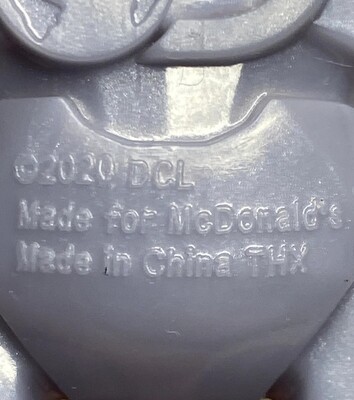 ©2020 DCL
Made for McDonald's
Made in China THX